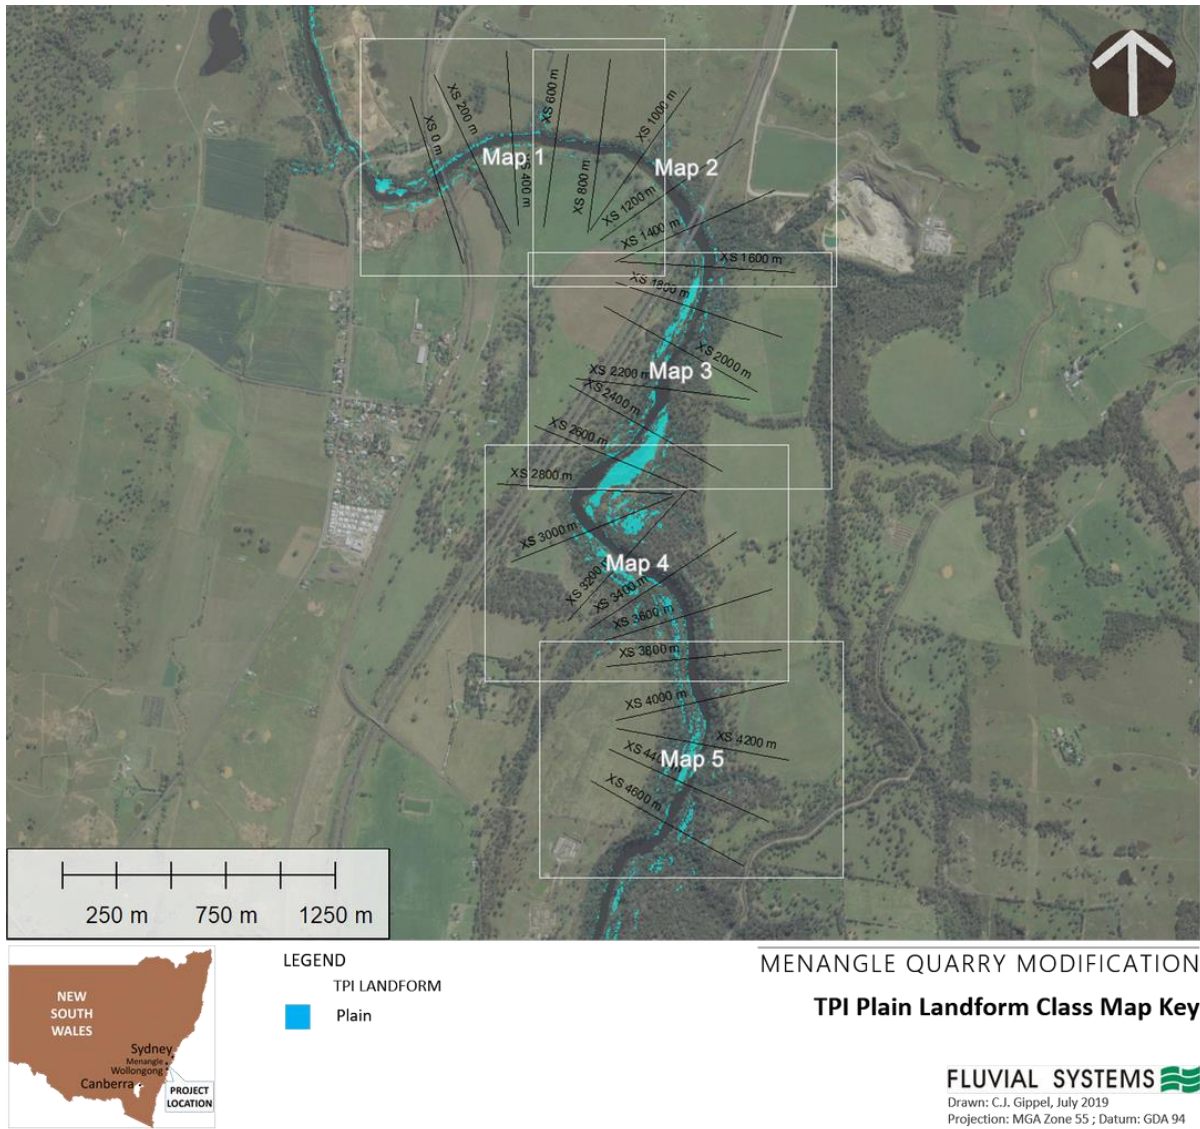 XS 0 m
XS 200 m
Map 1
XS 400 m
XS 600 m
XS 800 m
XS 1000 m
Map 2
XS 1200 m
XS 1400 m
XS 1600 m
XS 1800 m
XS 2000 m
Map 3
XS 2200 m
XS 2400 m
XS 2600 m
XS 2800 m
XS 3000 m
Map 4
XS 3200
XS 3400 m
XS 3600 m
XS 3800 m
XS 4000 m
XS 4200 m
XS 44
Map 5
XS 4600 m
250 m 750 m 1250 m
NEW
SOUTH
WALES
Sydney
Menangle
Wollongong
Canberra
PROJECT
LOCATION
LEGEND
TPI LANDFORM
Plain
MENANGLE QUARRY MODIFICATION
TPI Plain Landform Class Map Key
FLUVIAL SYSTEMS
Drawn: C.J. Gippel, July 2019
Projection: MGA Zone 55 ; Datum: GDA 94